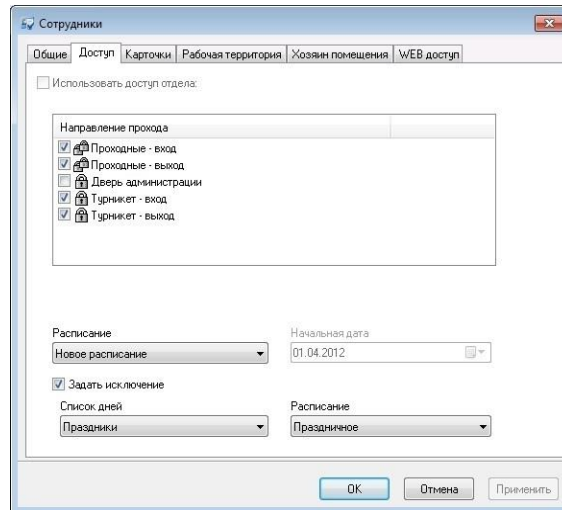 Сотрудники
Общие Доступ Карточки Рабочая территория Хозяин помещения WEB доступ
Использовать доступ отдела:
Направление прохода
Проходные - вход
Проходные - выход
Дверь администрации
Турникет - вход
Турникет - выход
Расписание Начальная дата
Новое расписание 01.04.2012
Задать исключение
Список дней Расписание
Праздники Праздничное
OK Отмена Применить